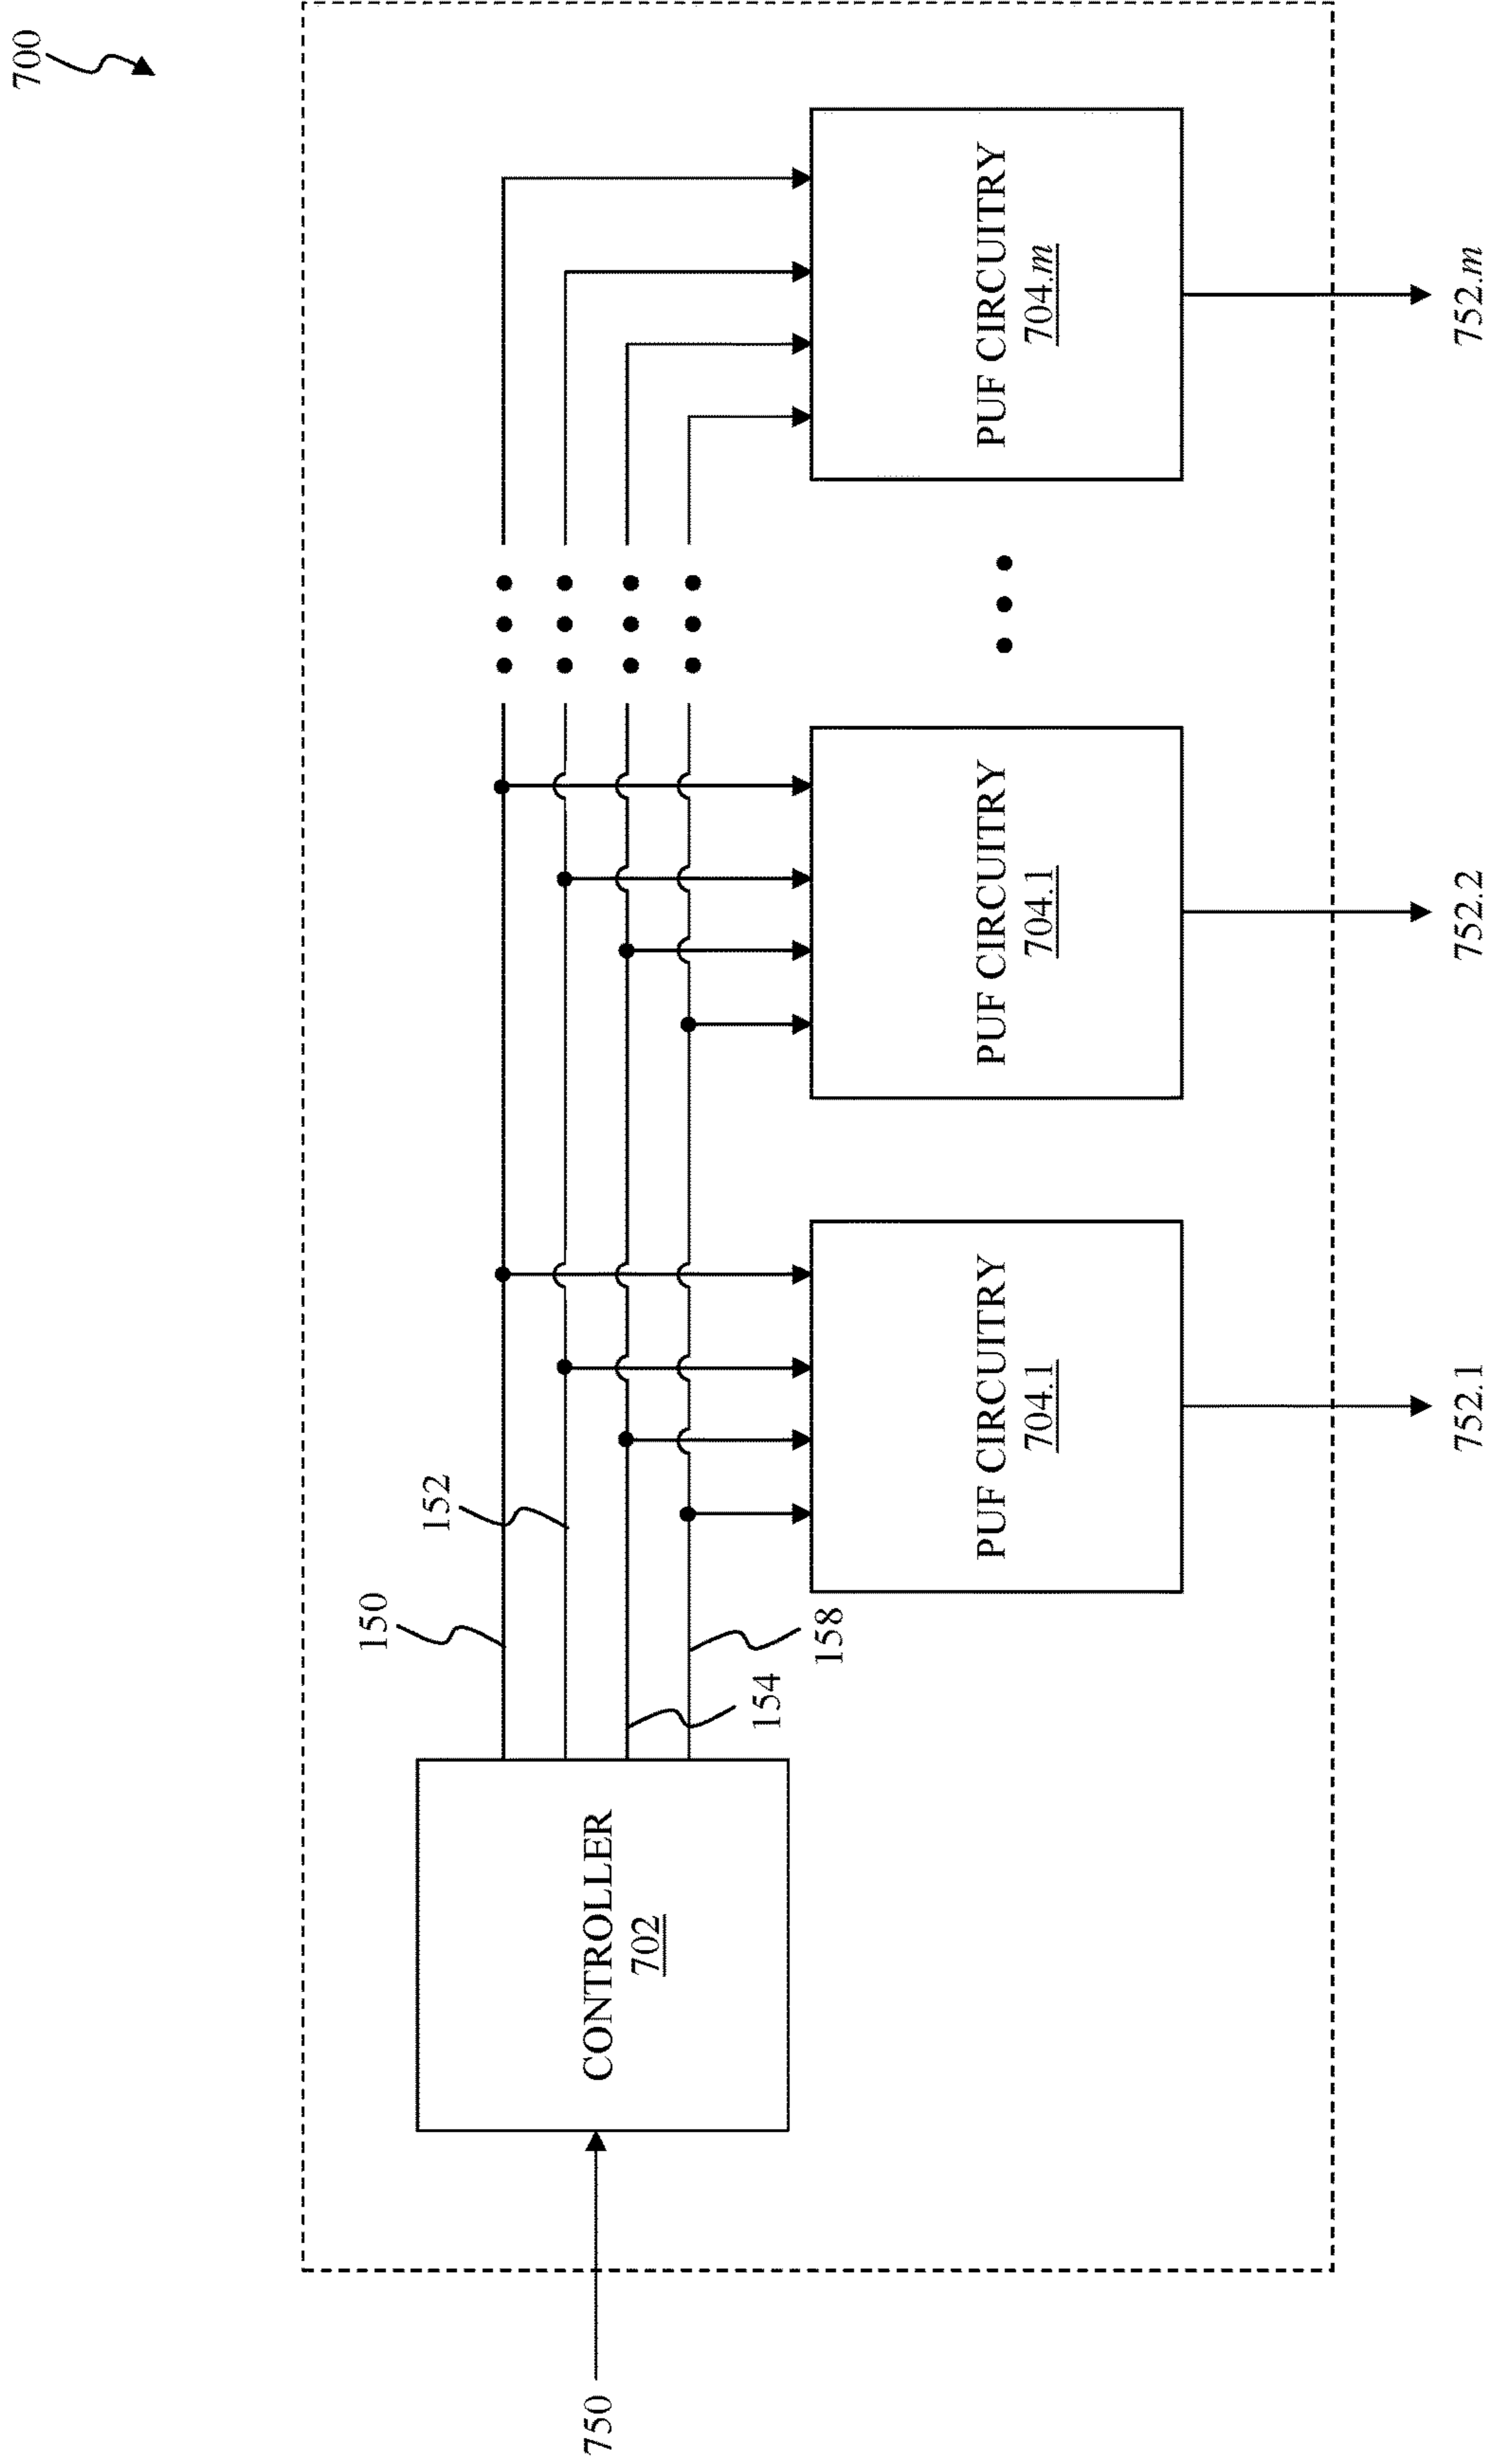 700
150
152
154
158
CONTROLLER
702
750
PUF CIRCUITRY
704.1
PUF CIRCUITRY
704.1
PUF CIRCUITRY
704.m
752.1
752.2
752.m